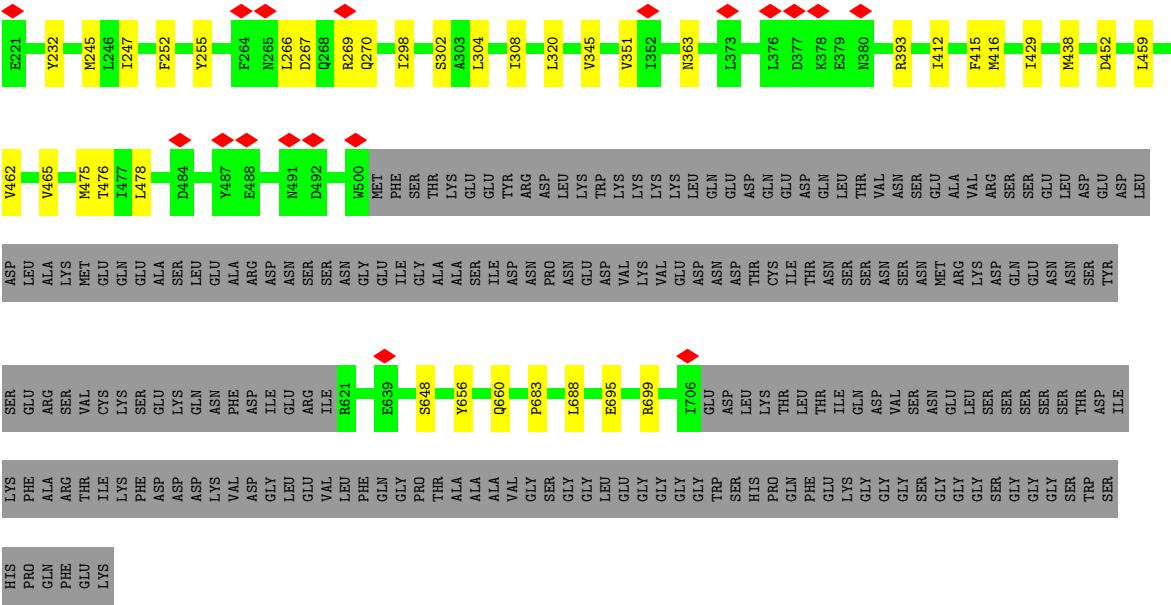 E221 Y232 M245 L246 I247 F252 Y255 F264 N265 L266 D267 Q268 R269 Q270 I298 S302 A303 L304 I308 L320 V345 V351 I352 N363 L373 L376 D377 K378 E379 N380 R393 I412 F415 M416 I429 M438 D452 L459
V462 V465 M475 T476 I477 L478 D484 Y487 E488 N491 D492 W500 MET PHE SER THR LYS GLU GLU TYR ARG ASP LEU LYS TRP LYS LYS LYS LYS LEU GLN GLU ASP GLN GLU ASP GLN LEU THR VAL ASN SER GLU ALA VAL ARG SER SER GLU LEU ASP GLU ASP LEU
ASP LEU ALA LYS MET GLU GLN GLU ALA SER LEU GLU ALA ARG ASP ASN SER SER ASN GLY GLU ILE GLY ALA ALA SER ILE ASP ASN PRO ASN GLU ASP VAL LYS VAL GLU ASP ASN ASP THR CYS ILE THR ASN SER SER ASN SER ASN MET ARG LYS ASP GLN GLU ASN ASN SER TYR
SER GLU ARG SER VAL CYS LYS SER GLU LYS GLN ASN PHE ASP ILE GLU ARG ILE R621 E639 S648 Y656 Q660 P683 L688 E695 R699 I706 GLU ASP LEU LYS THR LEU THR ILE GLN ASP VAL SER ASN GLU LEU SER SER SER SER SER THR ASP ILE
LYS PHE ALA ARG THR ILE LYS PHE ASP ASP ASP LYS VAL ASP GLY LEU GLU VAL LEU PHE GLN GLY PRO THR ALA ALA ALA VAL GLY SER GLY GLY LEU GLU GLY GLY GLY GLY TRP SER HIS PRO GLN PHE GLU LYS GLY GLY GLY SER GLY GLY GLY SER GLY GLY GLY SER TRP SER
HIS PRO GLN PHE GLU LYS